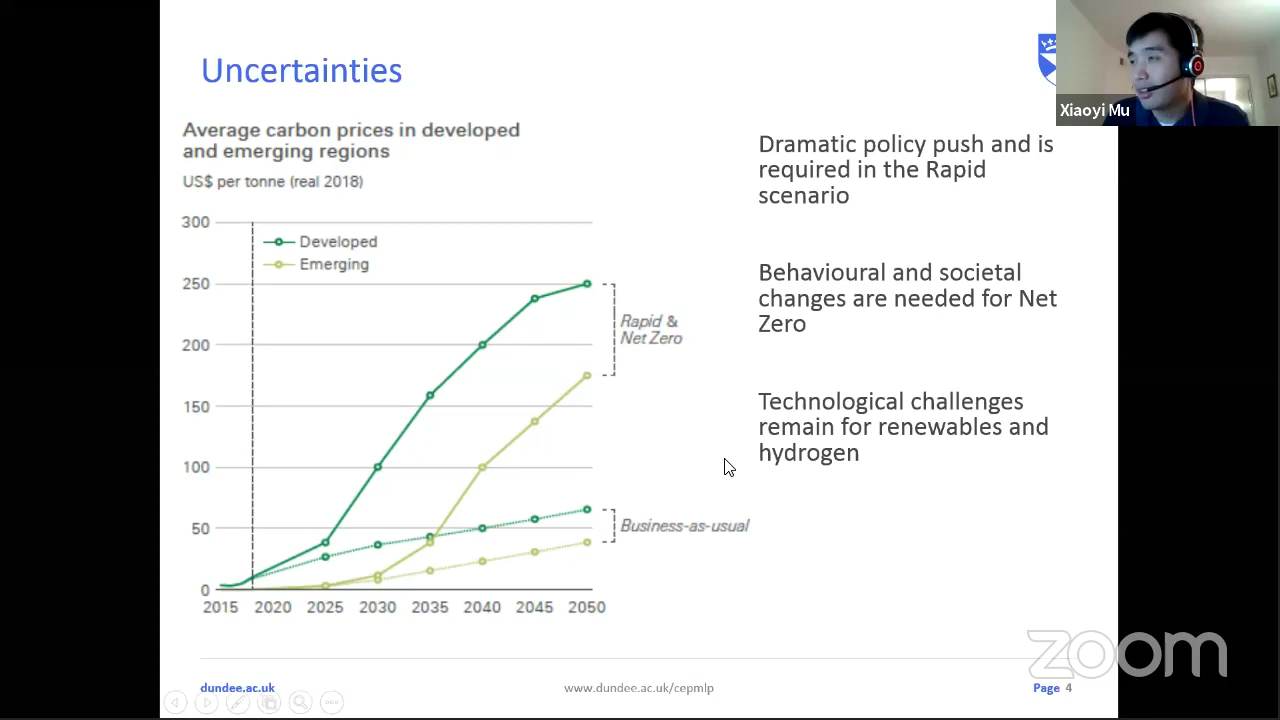 Uncertainties
Xiaoyi Mu
Average carbon prices in developed
and emerging regions
US$ per tonne (real 2018)
300
250
200
150
100
50
0
Developed
Emerging
Rapid &
Net Zero
Business-as-usual
2015 2020 2025 2030 2035 2040 2045 2050
Dramatic policy push and is
required in the Rapid
scenario
Behavioural and societal
changes are needed for Net
Zero
Technological challenges
remain for renewables and
hydrogen
zoom
dundee.ac.uk
www.dundee.ac.uk/cepmlp
Page 4